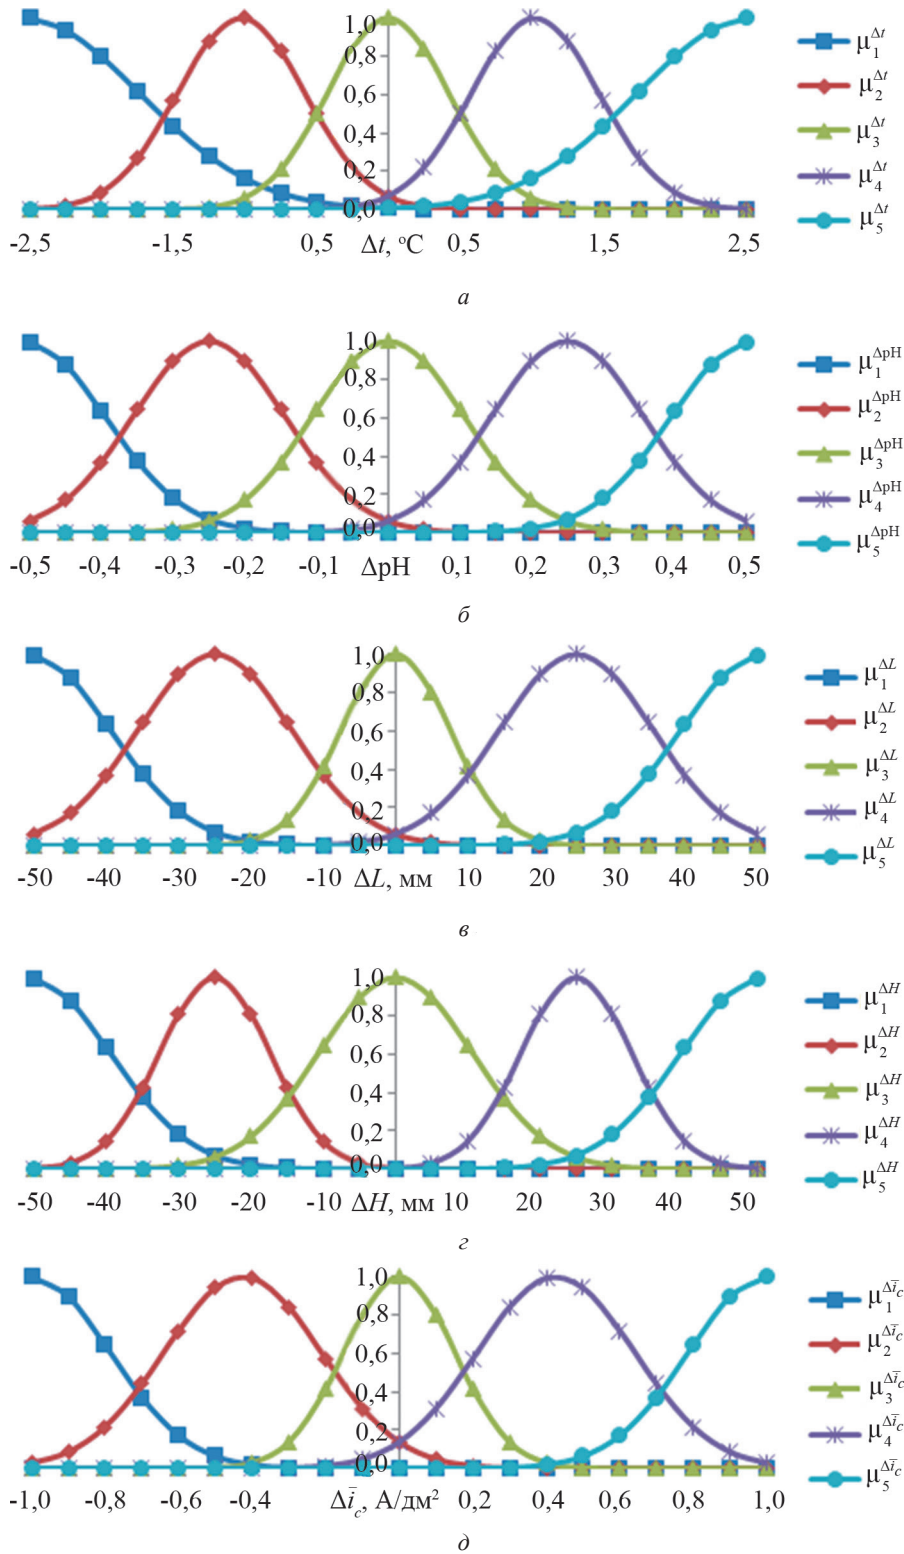 1,0
0,8
0,6
0,4
0,2
0,0
-2,5 -1,5 0,5 Δt, °C 0,5 1,5 2,5
μ₁^Δt
μ₂^Δt
μ₃^Δt
μ₄^Δt
μ₅^Δt
а
1,0
0,8
0,6
0,4
0,2
0,0
-0,5 -0,4 -0,3 -0,2 -0,1 ΔpH 0,1 0,2 0,3 0,4 0,5
μ₁^ΔpH
μ₂^ΔpH
μ₃^ΔpH
μ₄^ΔpH
μ₅^ΔpH
б
1,0
0,8
0,6
0,4
0,2
0,0
-50 -40 -30 -20 -10 ΔL, мм 10 20 30 40 50
μ₁^ΔL
μ₂^ΔL
μ₃^ΔL
μ₄^ΔL
μ₅^ΔL
в
1,0
0,8
0,6
0,4
0,2
0,0
-50 -40 -30 -20 -10 ΔH, мм 10 20 30 40 50
μ₁^ΔH
μ₂^ΔH
μ₃^ΔH
μ₄^ΔH
μ₅^ΔH
г
1,0
0,8
0,6
0,4
0,2
0,0
-1,0 -0,8 -0,6 -0,4 Δī_c, А/дм² 0,2 0,4 0,6 0,8 1,0
μ₁^Δī_c
μ₂^Δī_c
μ₃^Δī_c
μ₄^Δī_c
μ₅^Δī_c
д